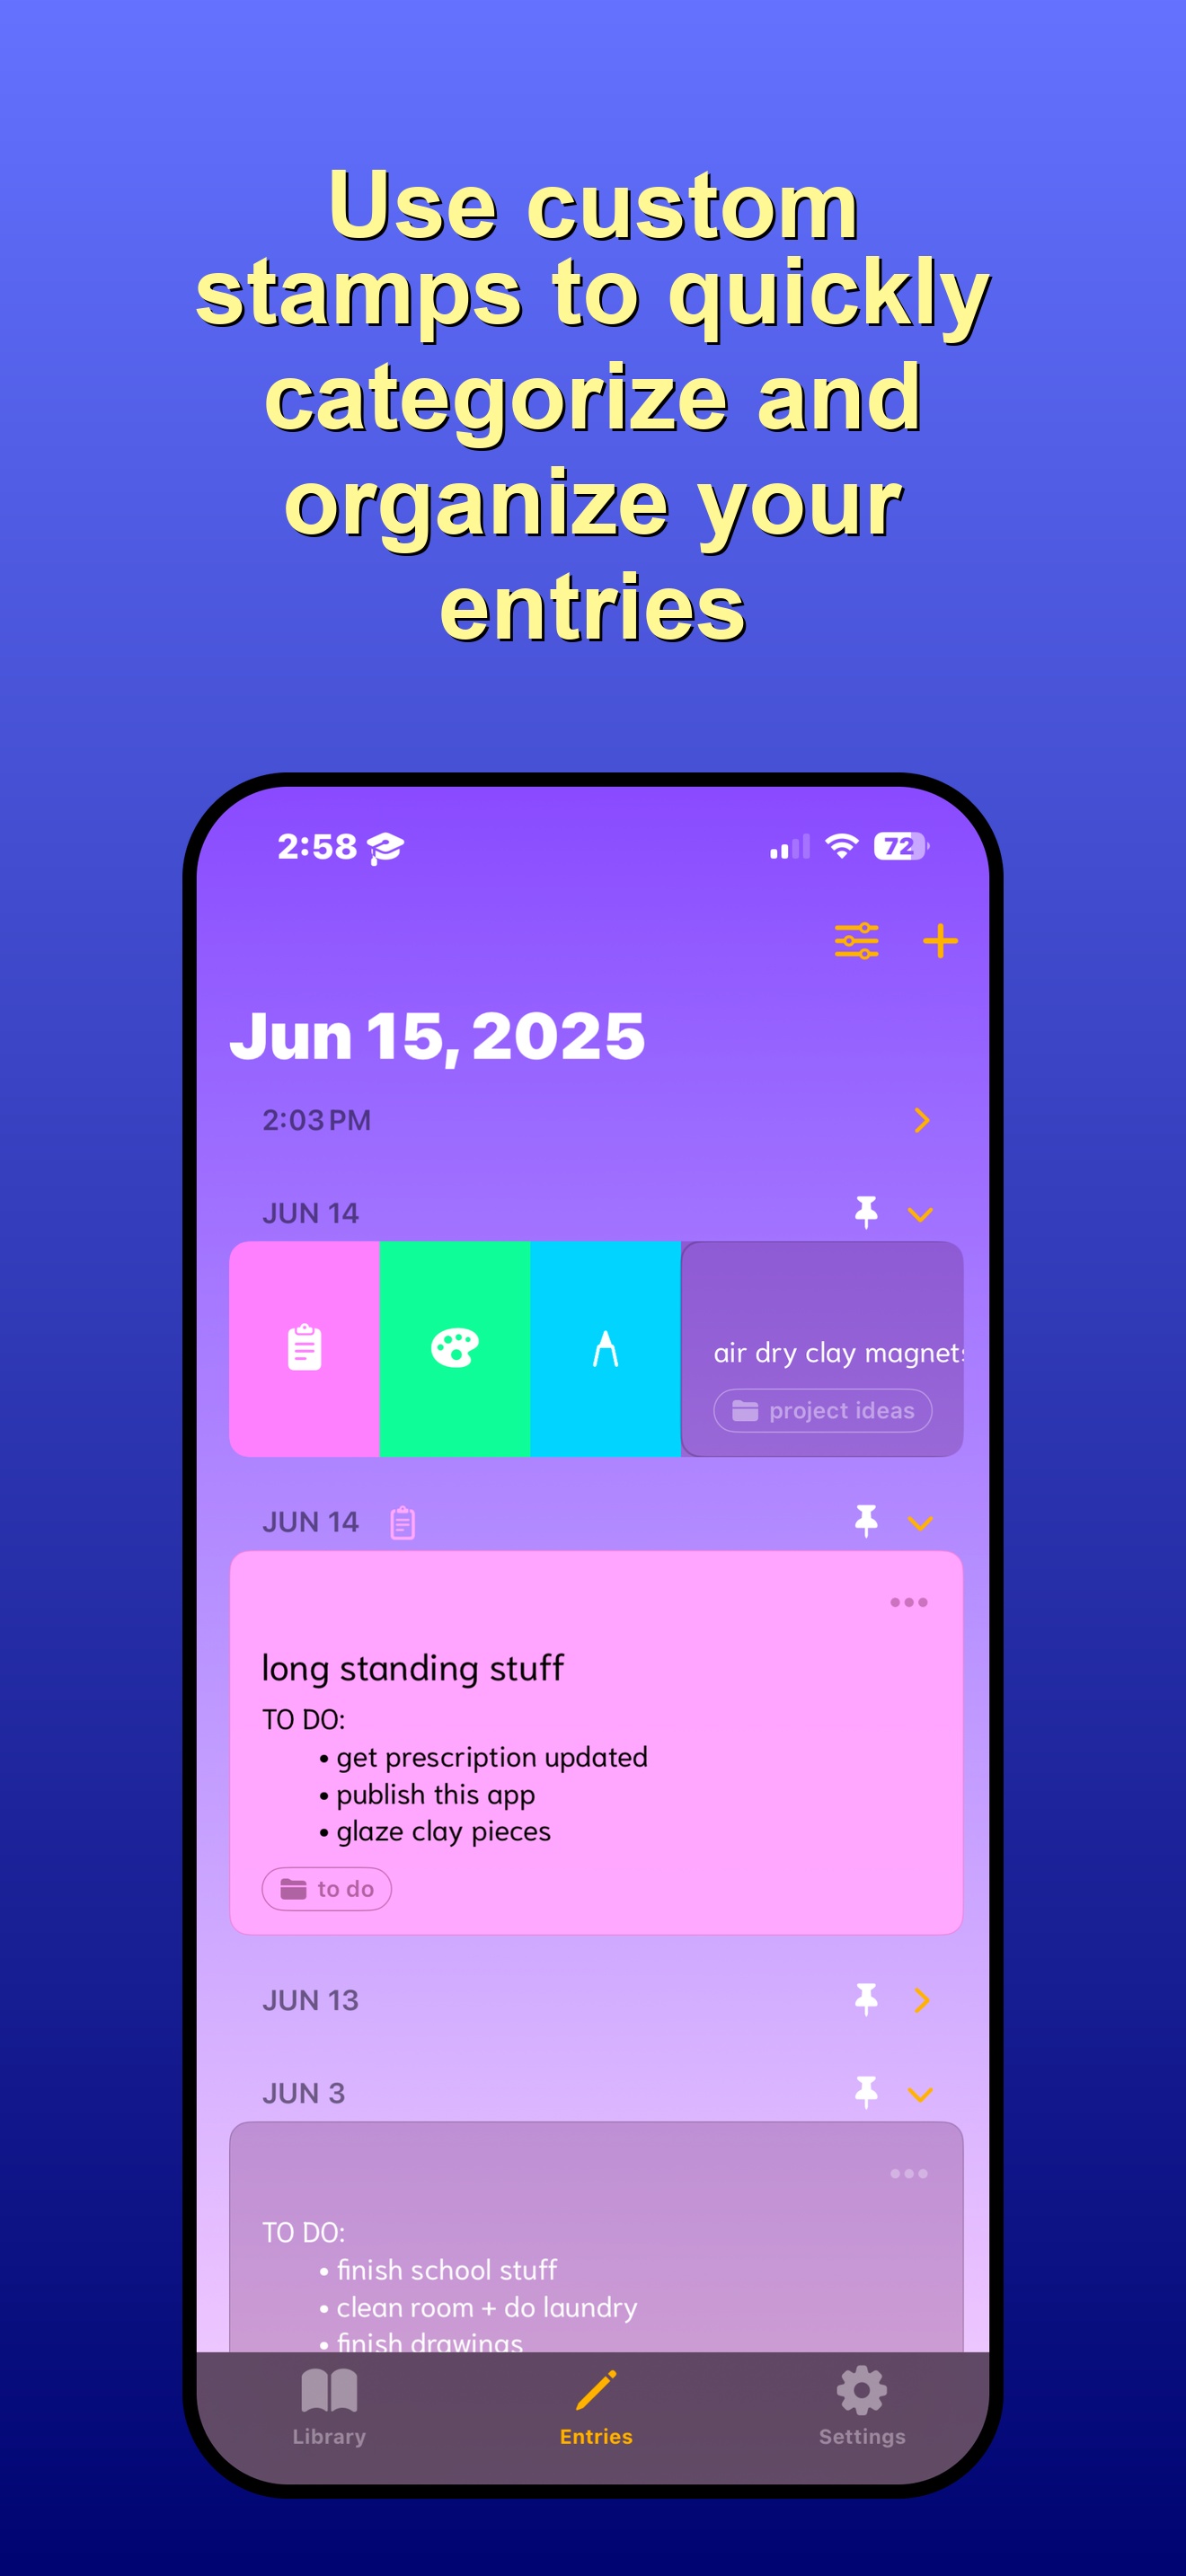 Use custom
stamps to quickly
categorize and
organize your
entries
2:58
72
Jun 15, 2025
2:03 PM
JUN 14
air dry clay magnets
project ideas
JUN 14
long standing stuff
TO DO:
• get prescription updated
• publish this app
• glaze clay pieces
to do
JUN 13
JUN 3
TO DO:
• finish school stuff
• clean room + do laundry
• finish drawings
Library
Entries
Settings